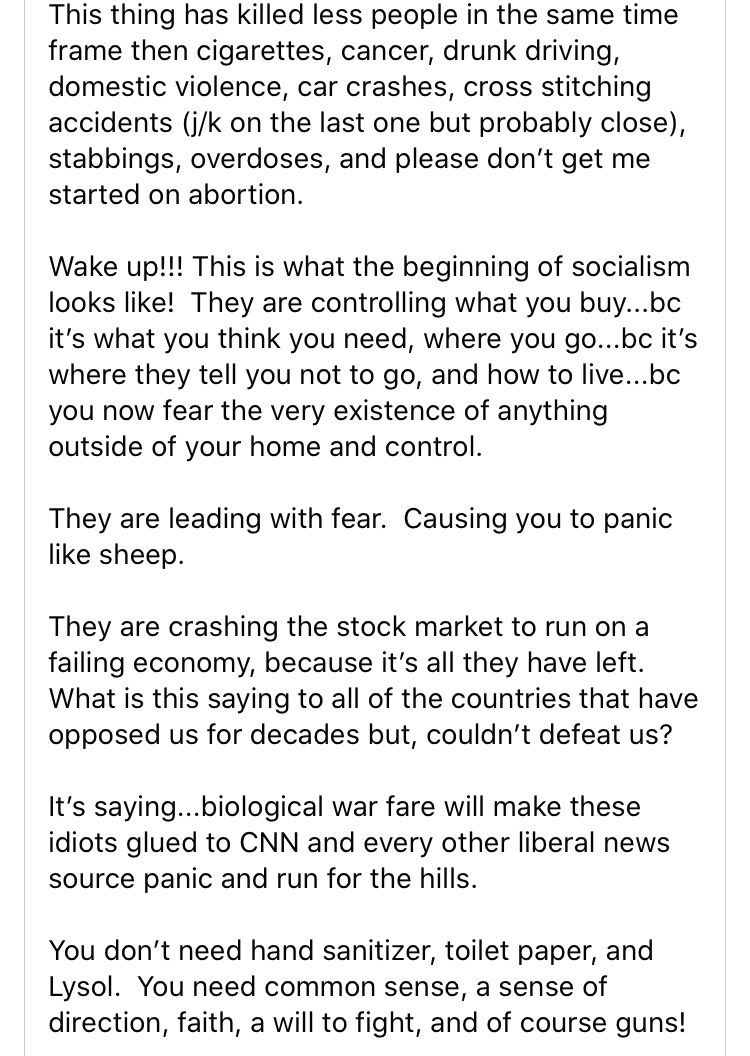 This thing has killed less people in the same time
frame then cigarettes, cancer, drunk driving,
domestic violence, car crashes, cross stitching
accidents (j/k on the last one but probably close),
stabbings, overdoses, and please don’t get me
started on abortion.
Wake up!!! This is what the beginning of socialism
looks like!  They are controlling what you buy...bc
it’s what you think you need, where you go...bc it’s
where they tell you not to go, and how to live...bc
you now fear the very existence of anything
outside of your home and control.
They are leading with fear.  Causing you to panic
like sheep.
They are crashing the stock market to run on a
failing economy, because it’s all they have left.
What is this saying to all of the countries that have
opposed us for decades but, couldn’t defeat us?
It’s saying...biological war fare will make these
idiots glued to CNN and every other liberal news
source panic and run for the hills.
You don’t need hand sanitizer, toilet paper, and
Lysol.  You need common sense, a sense of
direction, faith, a will to fight, and of course guns!